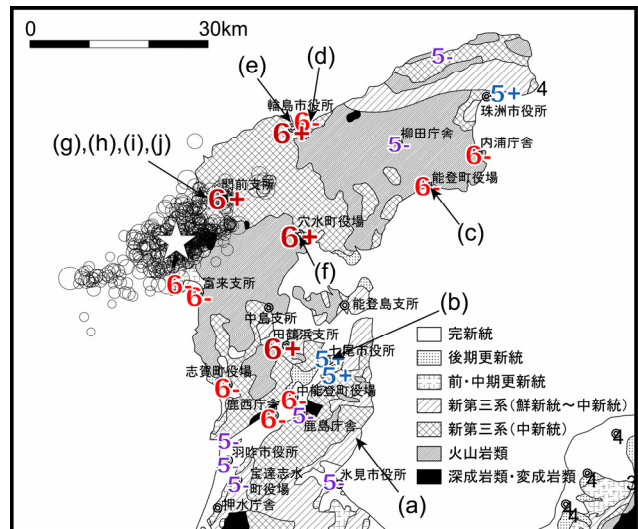 0 30km
(e)
(d)
5-
4
輪島市役所
6-
6+
5+
珠洲市役所
(g),(h),(i),(j)
5-
柳田庁舎
内浦庁舎
6-
門前支所
6+
能登町役場
6-
(c)
穴水町役場
6+
(f)
6-
富来支所
6-
中島支所
能登島支所
(b)
田鶴浜支所
6+
七尾市役所
5+
5+
志賀町役場
6-
中能登町役場
6-
鹿西庁舎
6-
5-
鹿島庁舎
5-
羽咋市役所
5-
宝達志水
町役場
5-
氷見市役所
5-
押水庁舎
(a)
完新統
後期更新統
前・中期更新統
新第三系(鮮新統~中新統)
新第三系(中新統)
火山岩類
深成岩類・変成岩類
4
4
3
4
4